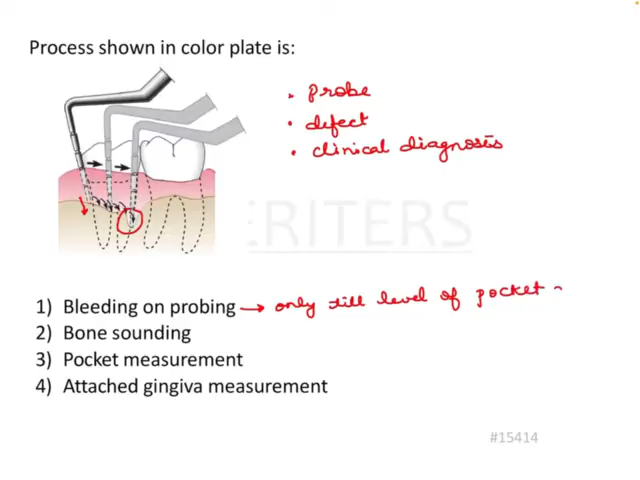 Process shown in color plate is:
• probe
• defect
• clinical diagnosis
ERITERS
1) Bleeding on probing → only till level of pocket -
2) Bone sounding
3) Pocket measurement
4) Attached gingiva measurement
#15414